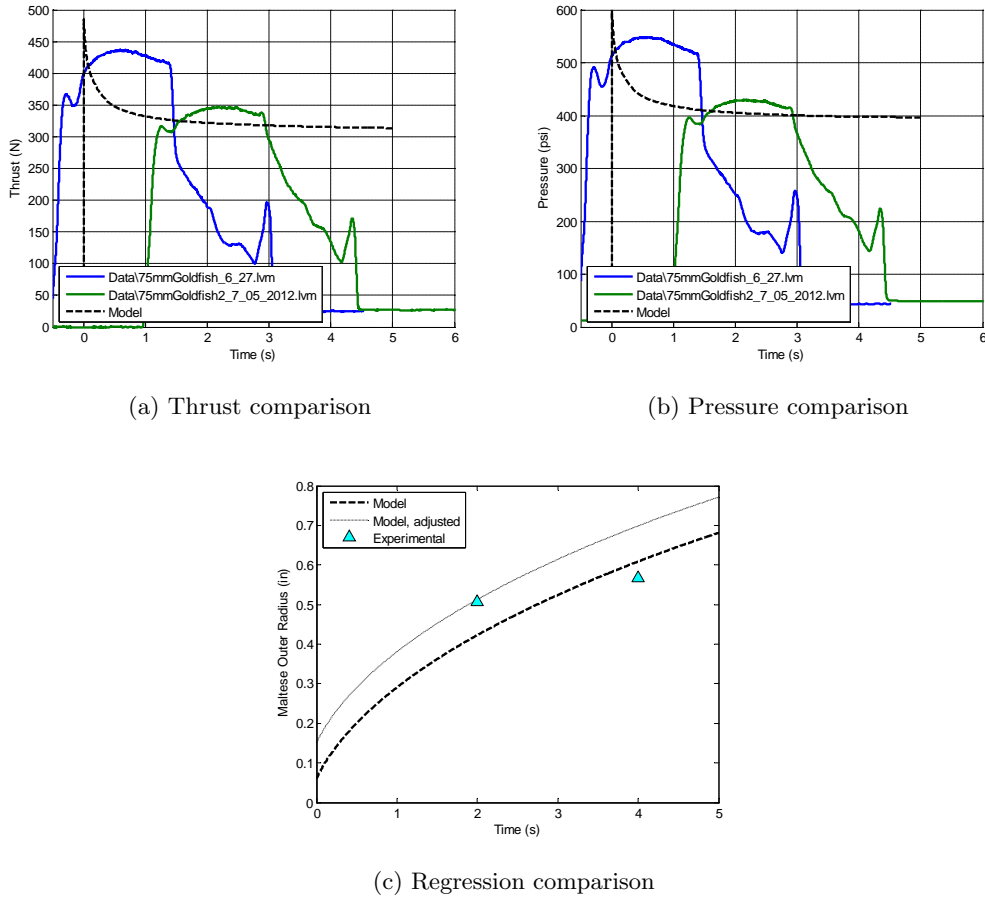 500
450
400
350
300
250
200
150
100
50
0
Thrust (N)
Data\75mmGoldfish_6_27.lvm
Data\75mmGoldfish2_7_05_2012.lvm
Model
0 1 2 3 4 5 6
Time (s)
(a) Thrust comparison
600
500
400
300
200
100
0
Pressure (psi)
Data\75mmGoldfish_6_27.lvm
Data\75mmGoldfish2_7_05_2012.lvm
Model
0 1 2 3 4 5 6
Time (s)
(b) Pressure comparison
0.8
0.7
0.6
0.5
0.4
0.3
0.2
0.1
0
Maltese Outer Radius (in)
Model
Model, adjusted
Experimental
0 1 2 3 4 5
Time (s)
(c) Regression comparison